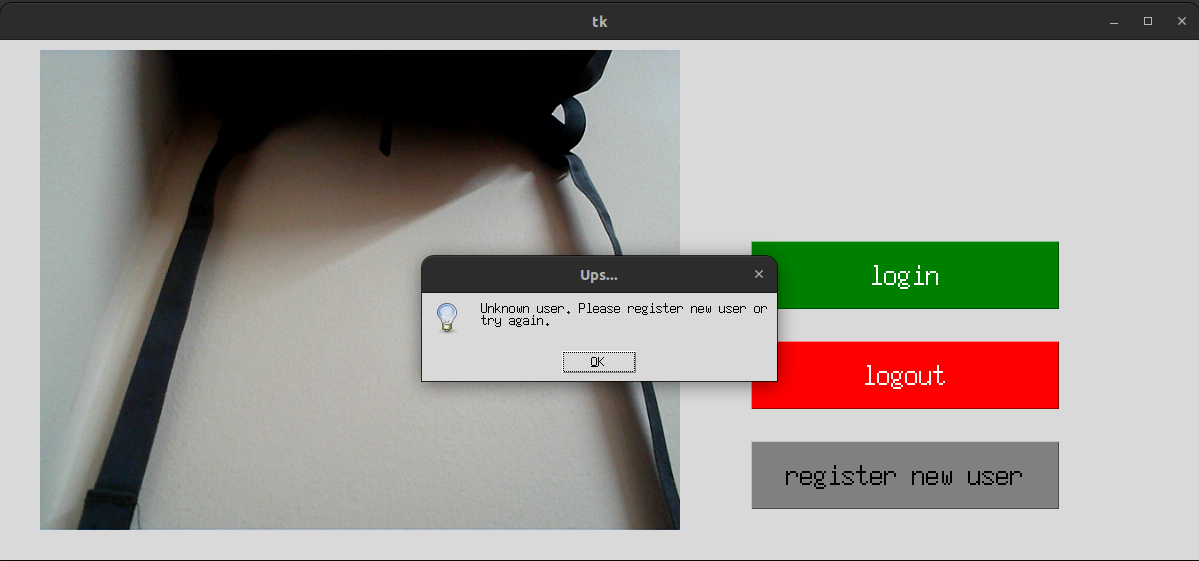 tk
Ups...
Unknown user. Please register new user or
try again.
OK
login
logout
register new user